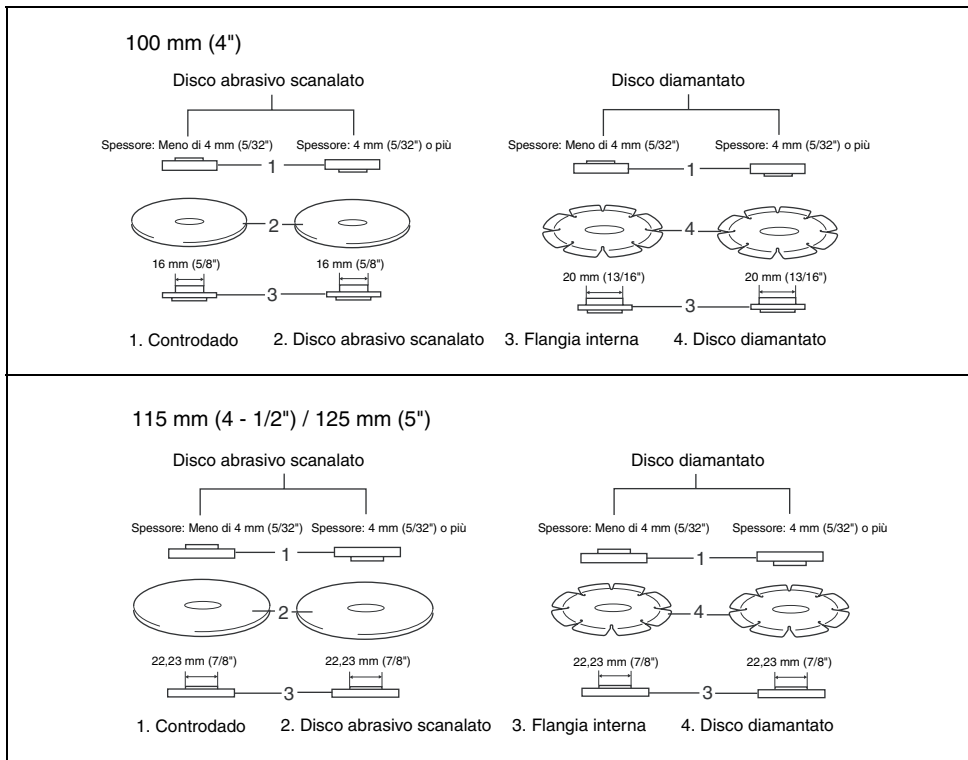 100 mm (4")
Disco abrasivo scanalato
Disco diamantato
Spessore: Meno di 4 mm (5/32")
Spessore: 4 mm (5/32") o più
Spessore: Meno di 4 mm (5/32")
Spessore: 4 mm (5/32") o più
1
1
2
4
16 mm (5/8")
16 mm (5/8")
20 mm (13/16")
20 mm (13/16")
3
3
1. Controdado
2. Disco abrasivo scanalato
3. Flangia interna
4. Disco diamantato
115 mm (4 - 1/2") / 125 mm (5")
Disco abrasivo scanalato
Disco diamantato
Spessore: Meno di 4 mm (5/32")
Spessore: 4 mm (5/32") o più
Spessore: Meno di 4 mm (5/32")
Spessore: 4 mm (5/32") o più
1
1
2
4
22,23 mm (7/8")
22,23 mm (7/8")
22,23 mm (7/8")
22,23 mm (7/8")
3
3
1. Controdado
2. Disco abrasivo scanalato
3. Flangia interna
4. Disco diamantato